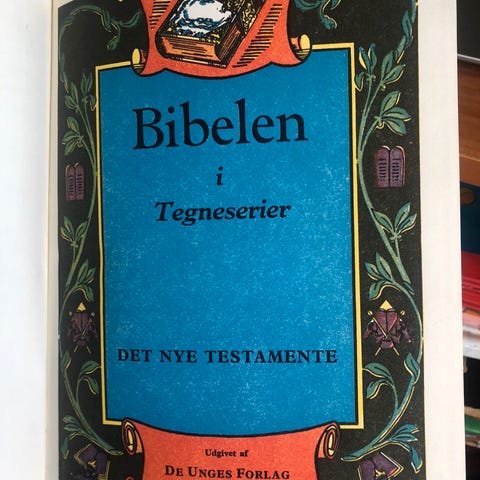 Bibelen
i
Tegneserier
DET NYE TESTAMENTE
Udgivet af
DE UNGES FORLAG